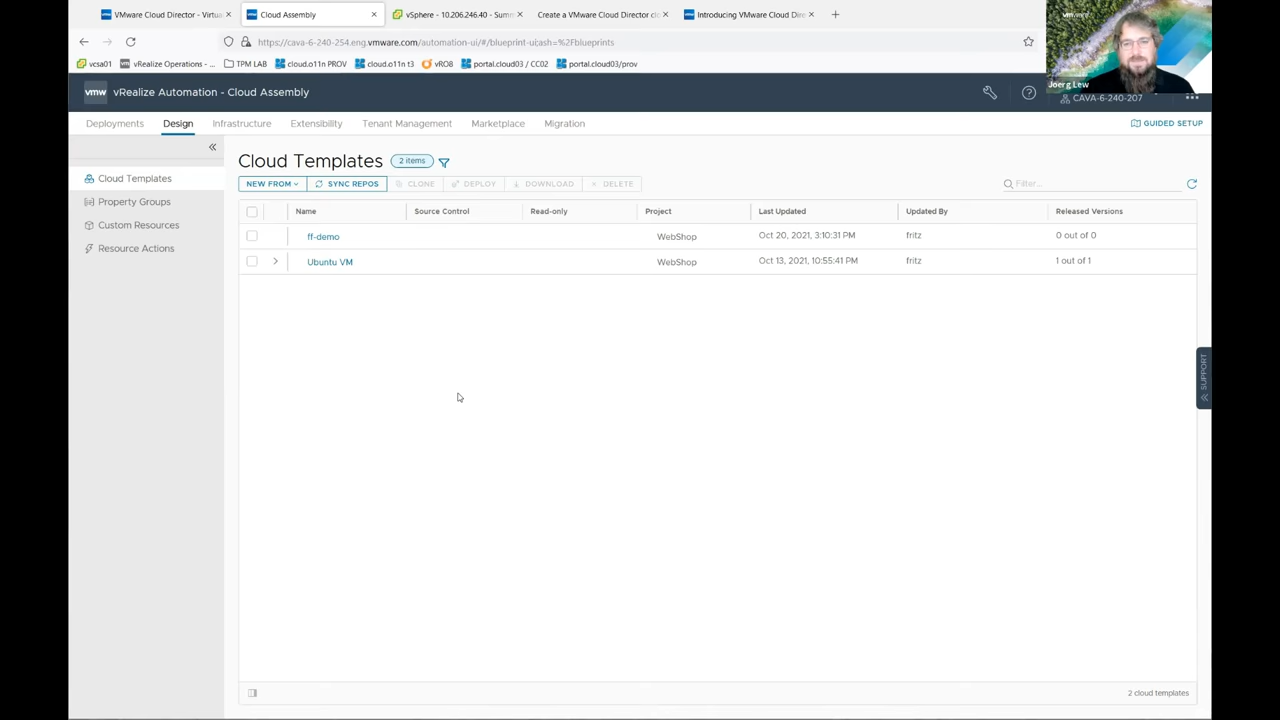 VMware Cloud Director - Virtua
Cloud Assembly
vSphere - 10.206.246.40 - Summ
Create a VMware Cloud Director clo
Introducing VMware Cloud Dire
https://cava-6-240-254.eng.vmware.com/automation-ui/#/blueprint-ui;ash=%2Fblueprints
vcsa01
vRealize Operations - ...
TPM LAB
cloud.o11n PROV
cloud.o11n t3
vRO8
portal.cloud03 / CC02
portal.cloud03/prov
vmware
Joerg Lew
vmw
vRealize Automation - Cloud Assembly
CAVA-6-240-207
Deployments
Design
Infrastructure
Extensibility
Tenant Management
Marketplace
Migration
GUIDED SETUP
Cloud Templates
Property Groups
Custom Resources
Resource Actions
Cloud Templates
2 items
NEW FROM
SYNC REPOS
CLONE
DEPLOY
DOWNLOAD
DELETE
Filter...
Name Source Control Read-only Project Last Updated Updated By Released Versions
ff-demo WebShop Oct 20, 2021, 3:10:31 PM fritz 0 out of 0
Ubuntu VM WebShop Oct 13, 2021, 10:55:41 PM fritz 1 out of 1
SUPPORT
2 cloud templates